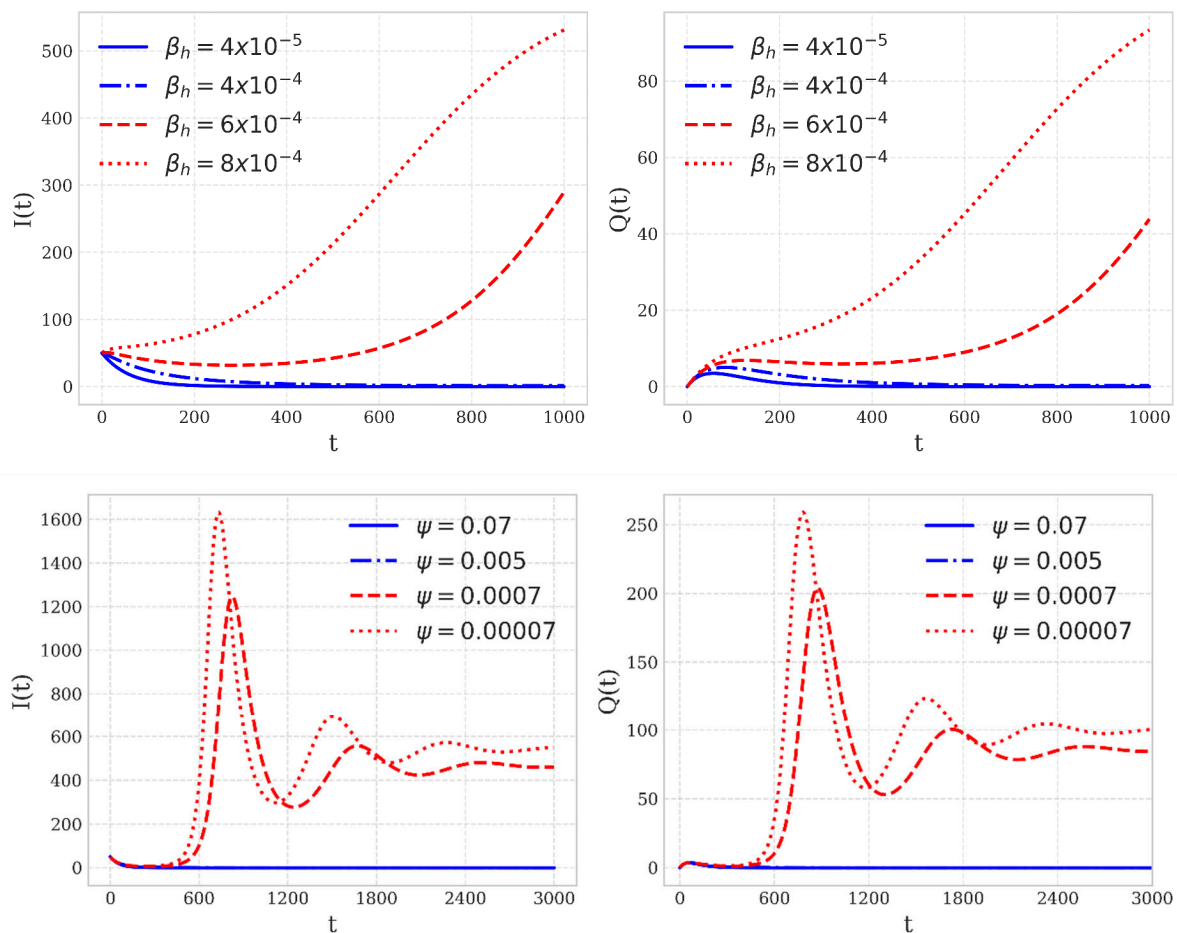 500
400
300
200
100
0
I(t)
β_h = 4x10⁻⁵
β_h = 4x10⁻⁴
β_h = 6x10⁻⁴
β_h = 8x10⁻⁴
0 200 400 600 800 1000
t
80
60
40
20
0
Q(t)
β_h = 4x10⁻⁵
β_h = 4x10⁻⁴
β_h = 6x10⁻⁴
β_h = 8x10⁻⁴
0 200 400 600 800 1000
t
1600
1400
1200
1000
800
600
400
200
0
I(t)
ψ = 0.07
ψ = 0.005
ψ = 0.0007
ψ = 0.00007
0 600 1200 1800 2400 3000
t
250
200
150
100
50
0
Q(t)
ψ = 0.07
ψ = 0.005
ψ = 0.0007
ψ = 0.00007
0 600 1200 1800 2400 3000
t